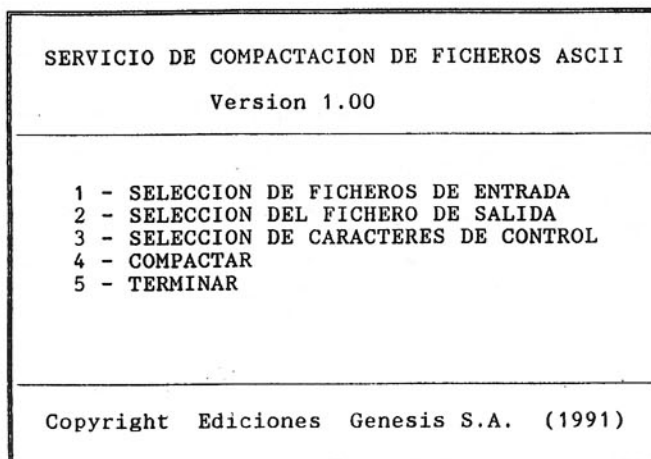 SERVICIO DE COMPACTACION DE FICHEROS ASCII
Version 1.00
1 - SELECCION DE FICHEROS DE ENTRADA
2 - SELECCION DEL FICHERO DE SALIDA
3 - SELECCION DE CARACTERES DE CONTROL
4 - COMPACTAR
5 - TERMINAR
Copyright Ediciones Genesis S.A. (1991)